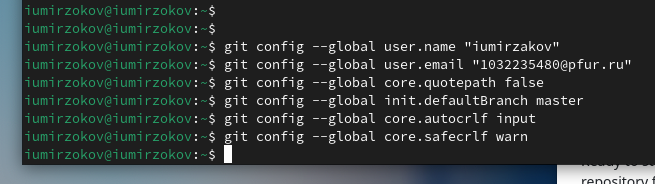 iumirzokov@iumirzokov:~$
iumirzokov@iumirzokov:~$
iumirzokov@iumirzokov:~$ git config --global user.name "iumirzakov"
iumirzokov@iumirzokov:~$ git config --global user.email "1032235480@pfur.ru"
iumirzokov@iumirzokov:~$ git config --global core.quotepath false
iumirzokov@iumirzokov:~$ git config --global init.defaultBranch master
iumirzokov@iumirzokov:~$ git config --global core.autocrlf input
iumirzokov@iumirzokov:~$ git config --global core.safecrlf warn
iumirzokov@iumirzokov:~$
repository